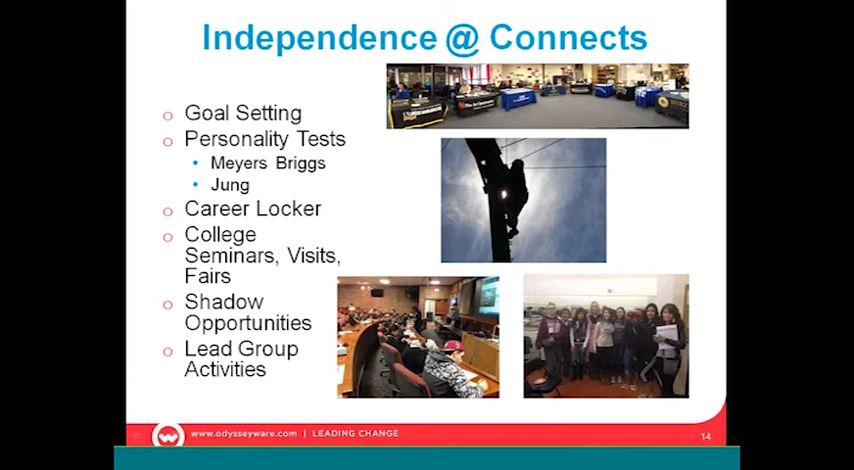 Independence @ Connects
Goal Setting
Personality Tests
Meyers Briggs
Jung
Career Locker
College
Seminars, Visits,
Fairs
Shadow
Opportunities
Lead Group
Activities
www.odysseyware.com | LEADING CHANGE
14